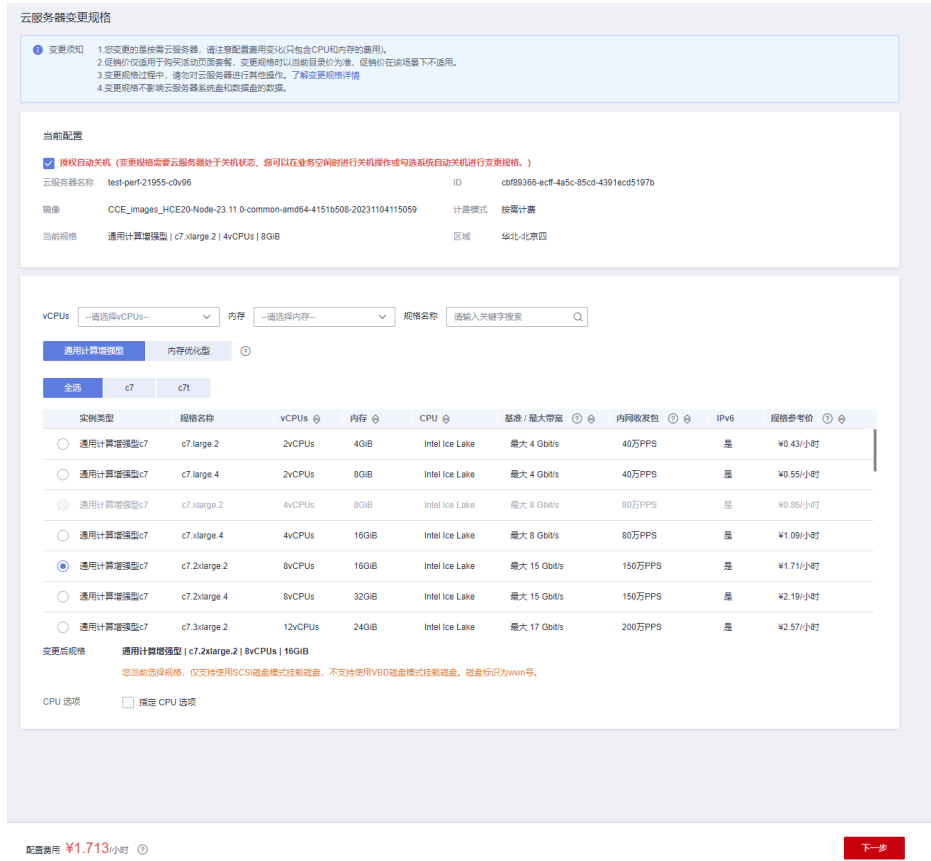 云服务器变更规格
变更须知 1.您变更的是按需云服务器，请注意配置费用变化(只包含CPU和内存的费用)。
2.促销价仅适用于购买活动页面套餐，变更规格时以当前目录价为准，促销价在该场景下不适用。
3.变更规格过程中，请勿对云服务器进行其他操作。了解变更规格详情
4.变更规格不影响云服务器系统盘和数据盘的数据。
当前配置
授权自动关机（变更规格需要云服务器处于关机状态，您可以在业务空闲时进行关机操作或勾选系统自动关机进行变更规格。）
云服务器名称 test-perf-21955-c0v96 ID cbf89366-ecff-4a5c-85cd-4391ecd5197b
镜像 CCE_images_HCE20-Node-23.11.0-common-amd64-4151b508-20231104115059 计费模式 按需计费
当前规格 通用计算增强型 | c7.xlarge.2 | 4vCPUs | 8GiB 区域 华北-北京四
vCPUs --请选择vCPUs-- 内存 --请选择内存-- 规格名称 请输入关键字搜索
通用计算增强型 内存优化型
全选 c7 c7t
实例类型 规格名称 vCPUs 内存 CPU 基准 / 最大带宽 内网收发包 IPv6 规格参考价
通用计算增强型c7 c7.large.2 2vCPUs 4GiB Intel Ice Lake 最大 4 Gbit/s 40万PPS 是 ¥0.43/小时
通用计算增强型c7 c7.large.4 2vCPUs 8GiB Intel Ice Lake 最大 4 Gbit/s 40万PPS 是 ¥0.55/小时
通用计算增强型c7 c7.xlarge.2 4vCPUs 8GiB Intel Ice Lake 最大 8 Gbit/s 80万PPS 是 ¥0.86/小时
通用计算增强型c7 c7.xlarge.4 4vCPUs 16GiB Intel Ice Lake 最大 8 Gbit/s 80万PPS 是 ¥1.09/小时
通用计算增强型c7 c7.2xlarge.2 8vCPUs 16GiB Intel Ice Lake 最大 15 Gbit/s 150万PPS 是 ¥1.71/小时
通用计算增强型c7 c7.2xlarge.4 8vCPUs 32GiB Intel Ice Lake 最大 15 Gbit/s 150万PPS 是 ¥2.19/小时
通用计算增强型c7 c7.3xlarge.2 12vCPUs 24GiB Intel Ice Lake 最大 17 Gbit/s 200万PPS 是 ¥2.57/小时
变更后规格 通用计算增强型 | c7.2xlarge.2 | 8vCPUs | 16GiB
您当前选择规格，仅支持使用SCSI磁盘模式挂载磁盘，不支持使用VBD磁盘模式挂载磁盘。磁盘标识为wwn号。
CPU 选项 指定 CPU 选项
配置费用 ¥1.713/小时 下一步